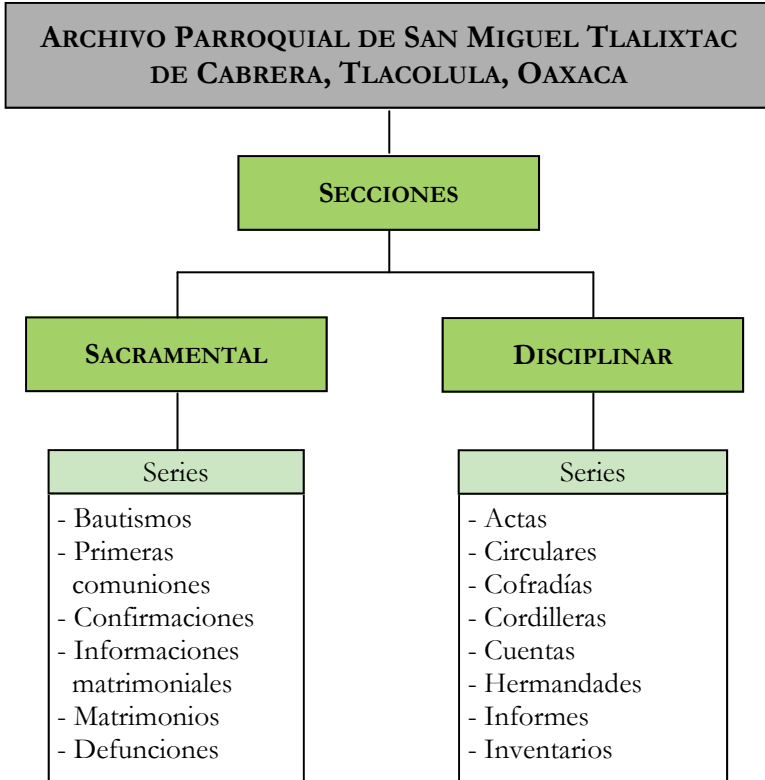 ARCHIVO PARROQUIAL DE SAN MIGUEL TLALIXTAC
DE CABRERA, TLACOLULA, OAXACA
SECCIONES
SACRAMENTAL
Series
- Bautismos
- Primeras
comuniones
- Confirmaciones
- Informaciones
matrimoniales
- Matrimonios
- Defunciones
DISCIPLINAR
Series
- Actas
- Circulares
- Cofradías
- Cordilleras
- Cuentas
- Hermandades
- Informes
- Inventarios